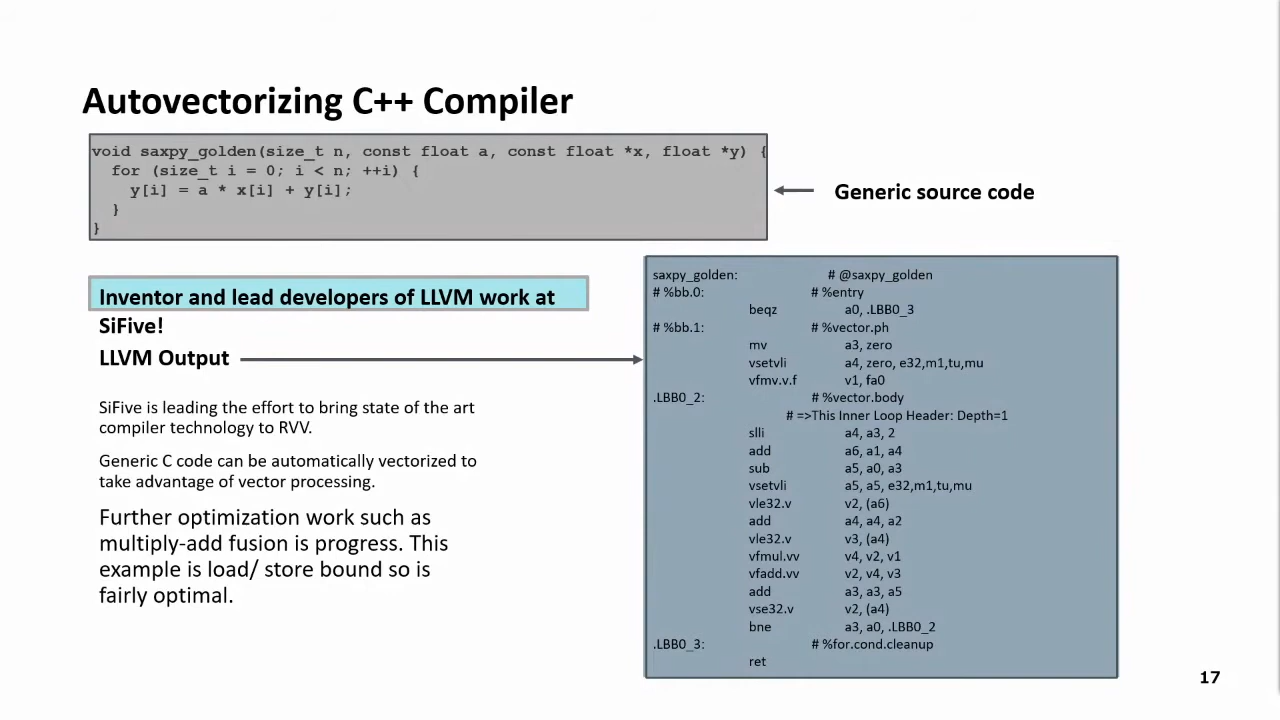 Autovectorizing C++ Compiler
void saxpy_golden(size_t n, const float a, const float *x, float *y) {
for (size_t i = 0; i < n; ++i) {
y[i] = a * x[i] + y[i];
}
}
Generic source code
Inventor and lead developers of LLVM work at
SiFive!
LLVM Output
SiFive is leading the effort to bring state of the art
compiler technology to RVV.
Generic C code can be automatically vectorized to
take advantage of vector processing.
Further optimization work such as
multiply-add fusion is progress. This
example is load/ store bound so is
fairly optimal.
saxpy_golden: # @saxpy_golden
# %bb.0: # %entry
beqz a0, .LBB0_3
# %bb.1: # %vector.ph
mv a3, zero
vsetvli a4, zero, e32,m1,tu,mu
vfmv.v.f v1, fa0
.LBB0_2: # %vector.body
# =>This Inner Loop Header: Depth=1
slli a4, a3, 2
add a6, a1, a4
sub a5, a0, a3
vsetvli a5, a5, e32,m1,tu,mu
vle32.v v2, (a6)
add a4, a4, a2
vle32.v v3, (a4)
vfmul.vv v4, v2, v1
vfadd.vv v2, v4, v3
add a3, a3, a5
vse32.v v2, (a4)
bne a3, a0, .LBB0_2
.LBB0_3: # %for.cond.cleanup
ret
17